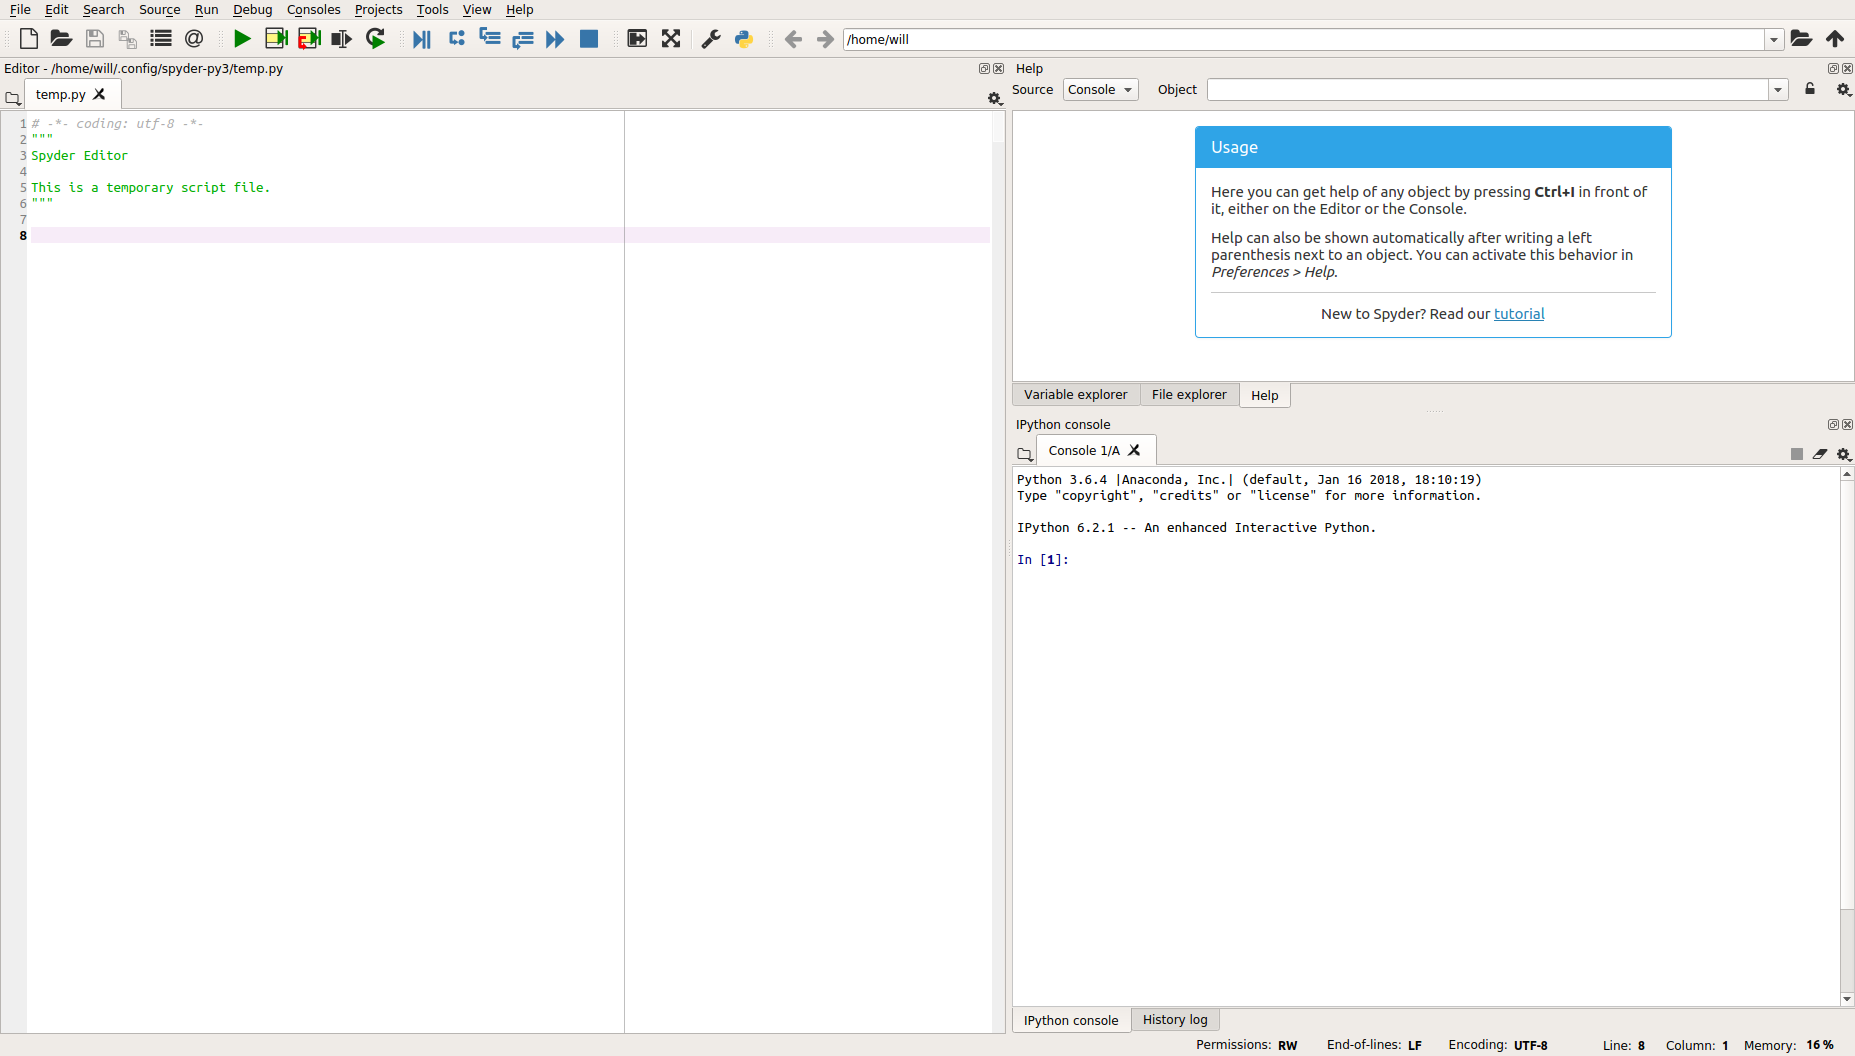 File Edit Search Source Run Debug Consoles Projects Tools View Help
/home/will
Editor - /home/will/.config/spyder-py3/temp.py
temp.py
1 # -*- coding: utf-8 -*-
2 """
3 Spyder Editor
4
5 This is a temporary script file.
6 """
7
8
Help
Source Console Object
Usage
Here you can get help of any object by pressing Ctrl+I in front of
it, either on the Editor or the Console.
Help can also be shown automatically after writing a left
parenthesis next to an object. You can activate this behavior in
Preferences > Help.
New to Spyder? Read our tutorial
Variable explorer File explorer Help
IPython console
Console 1/A
Python 3.6.4 |Anaconda, Inc.| (default, Jan 16 2018, 18:10:19)
Type "copyright", "credits" or "license" for more information.
IPython 6.2.1 -- An enhanced Interactive Python.
In [1]:
IPython console History log
Permissions: RW End-of-lines: LF Encoding: UTF-8 Line: 8 Column: 1 Memory: 16 %